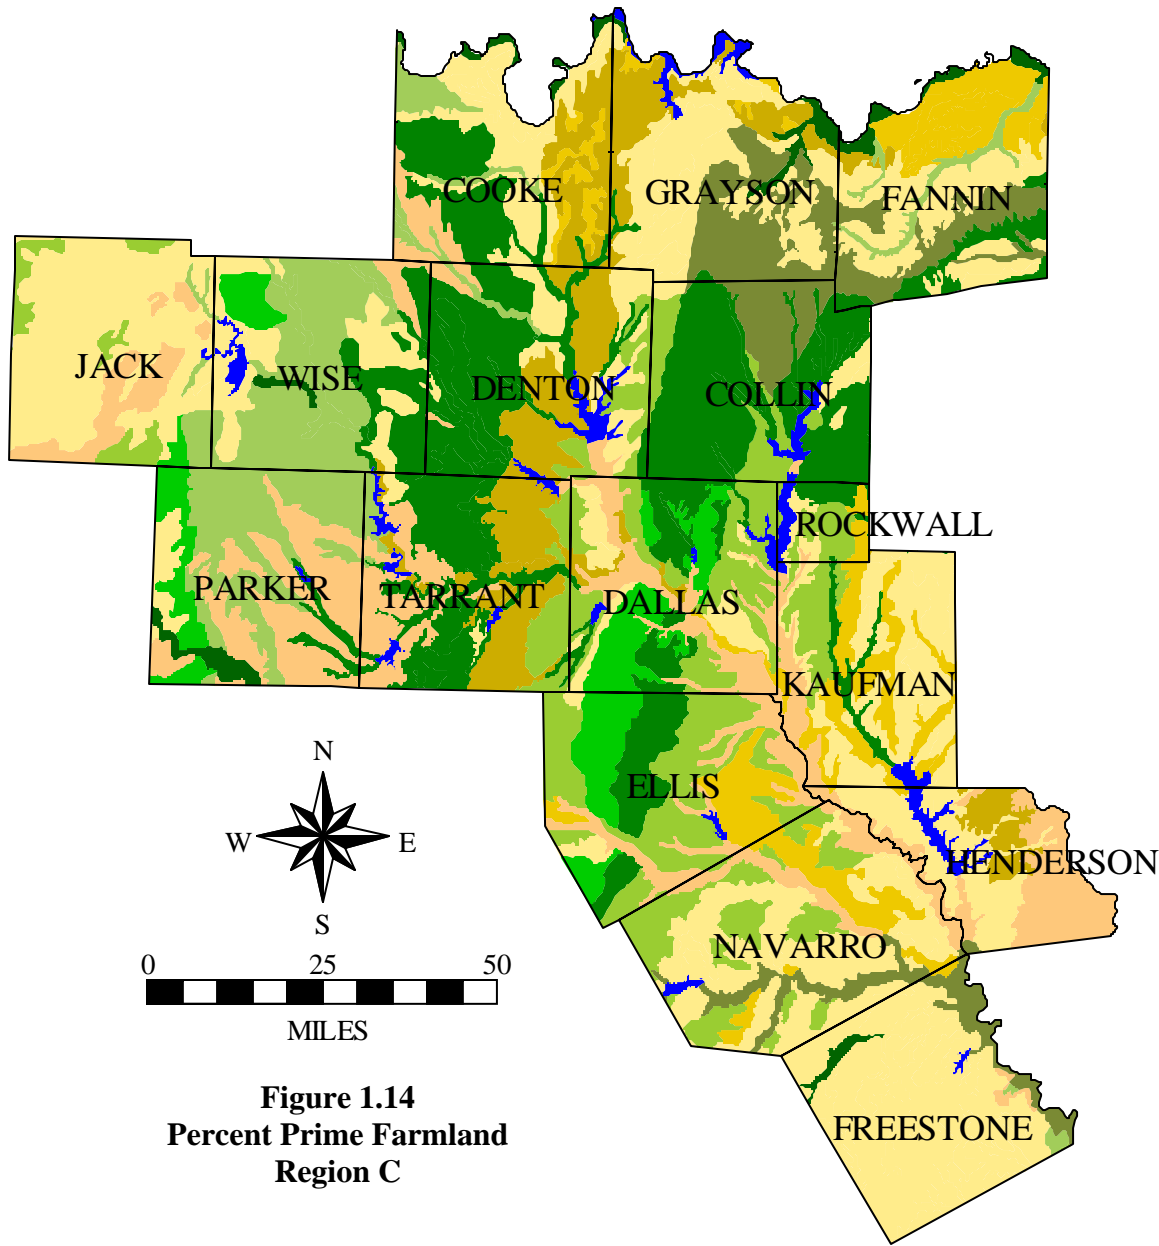 COOKE
GRAYSON
FANNIN
JACK
WISE
DENTON
COLLIN
ROCKWALL
PARKER
TARRANT
DALLAS
KAUFMAN
ELLIS
HENDERSON
NAVARRO
FREESTONE
N
W
E
S
0 25 50
MILES
Figure 1.14
Percent Prime Farmland
Region C